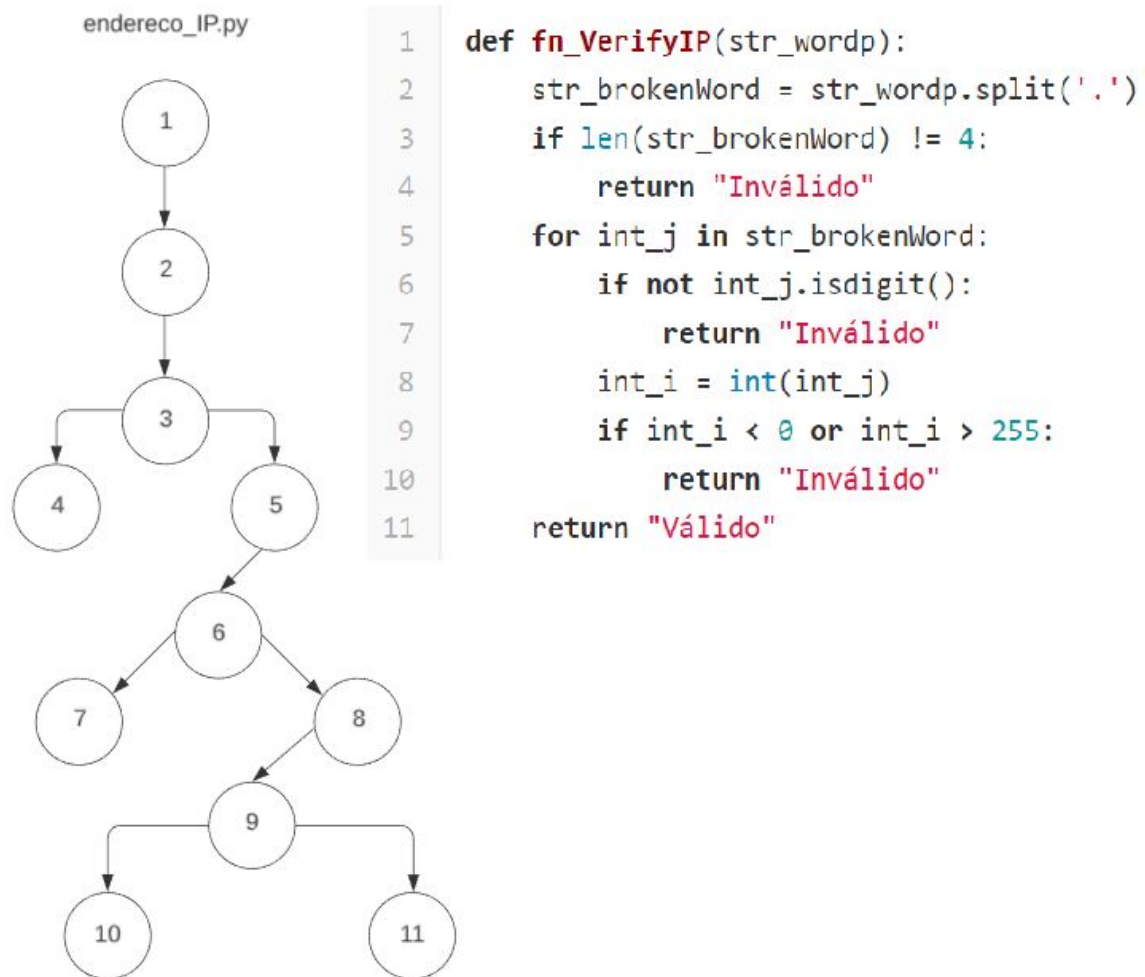 endereco_IP.py
1
2
3
4
5
6
7
8
9
10
11
1 def fn_VerifyIP(str_wordp):
2 str_brokenWord = str_wordp.split('.')
3 if len(str_brokenWord) != 4:
4 return "Inválido"
5 for int_j in str_brokenWord:
6 if not int_j.isdigit():
7 return "Inválido"
8 int_i = int(int_j)
9 if int_i < 0 or int_i > 255:
10 return "Inválido"
11 return "Válido"